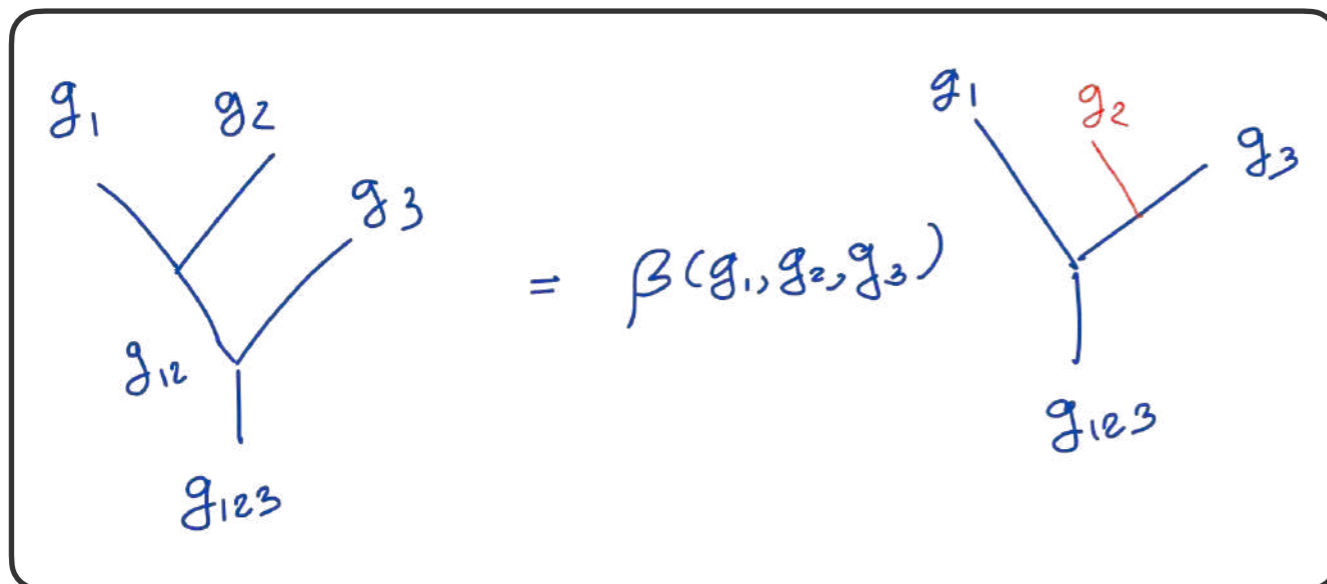 g₁ g₂ g₃
g₁₂
g₁₂₃
= β(g₁, g₂, g₃)
g₁ g₂ g₃
g₁₂₃